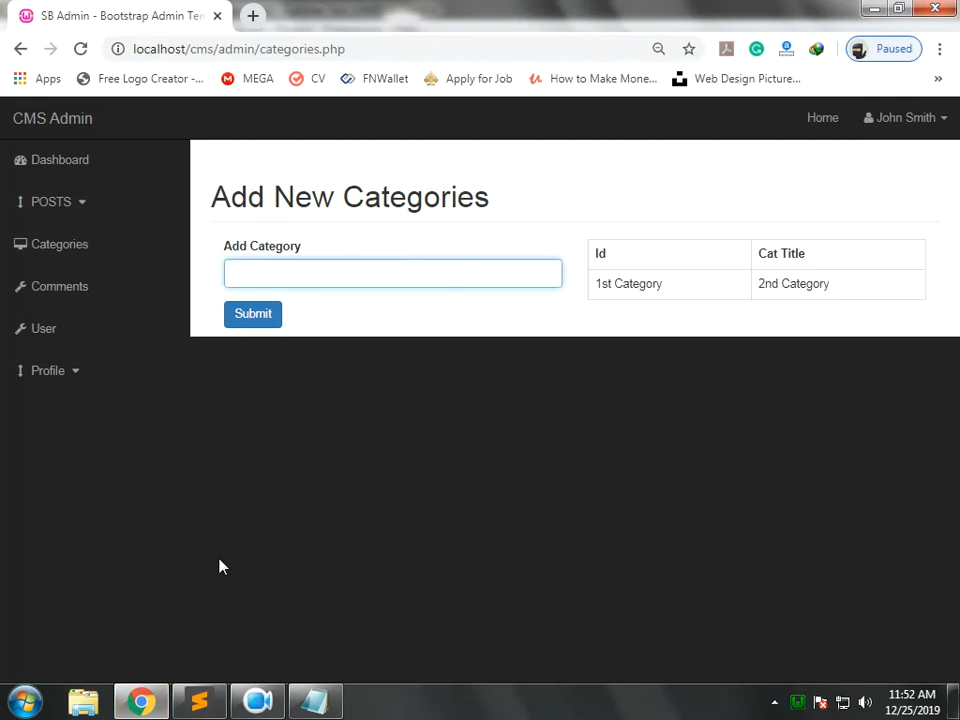 SB Admin - Bootstrap Admin Ten
localhost/cms/admin/categories.php
Paused
Apps
Free Logo Creator -...
MEGA
CV
FNWallet
Apply for Job
How to Make Mone...
Web Design Picture...
»
CMS Admin
Home
John Smith
Dashboard
POSTS
Categories
Comments
User
Profile
Add New Categories
Add Category
Submit
Id Cat Title
1st Category 2nd Category
11:52 AM
12/25/2019